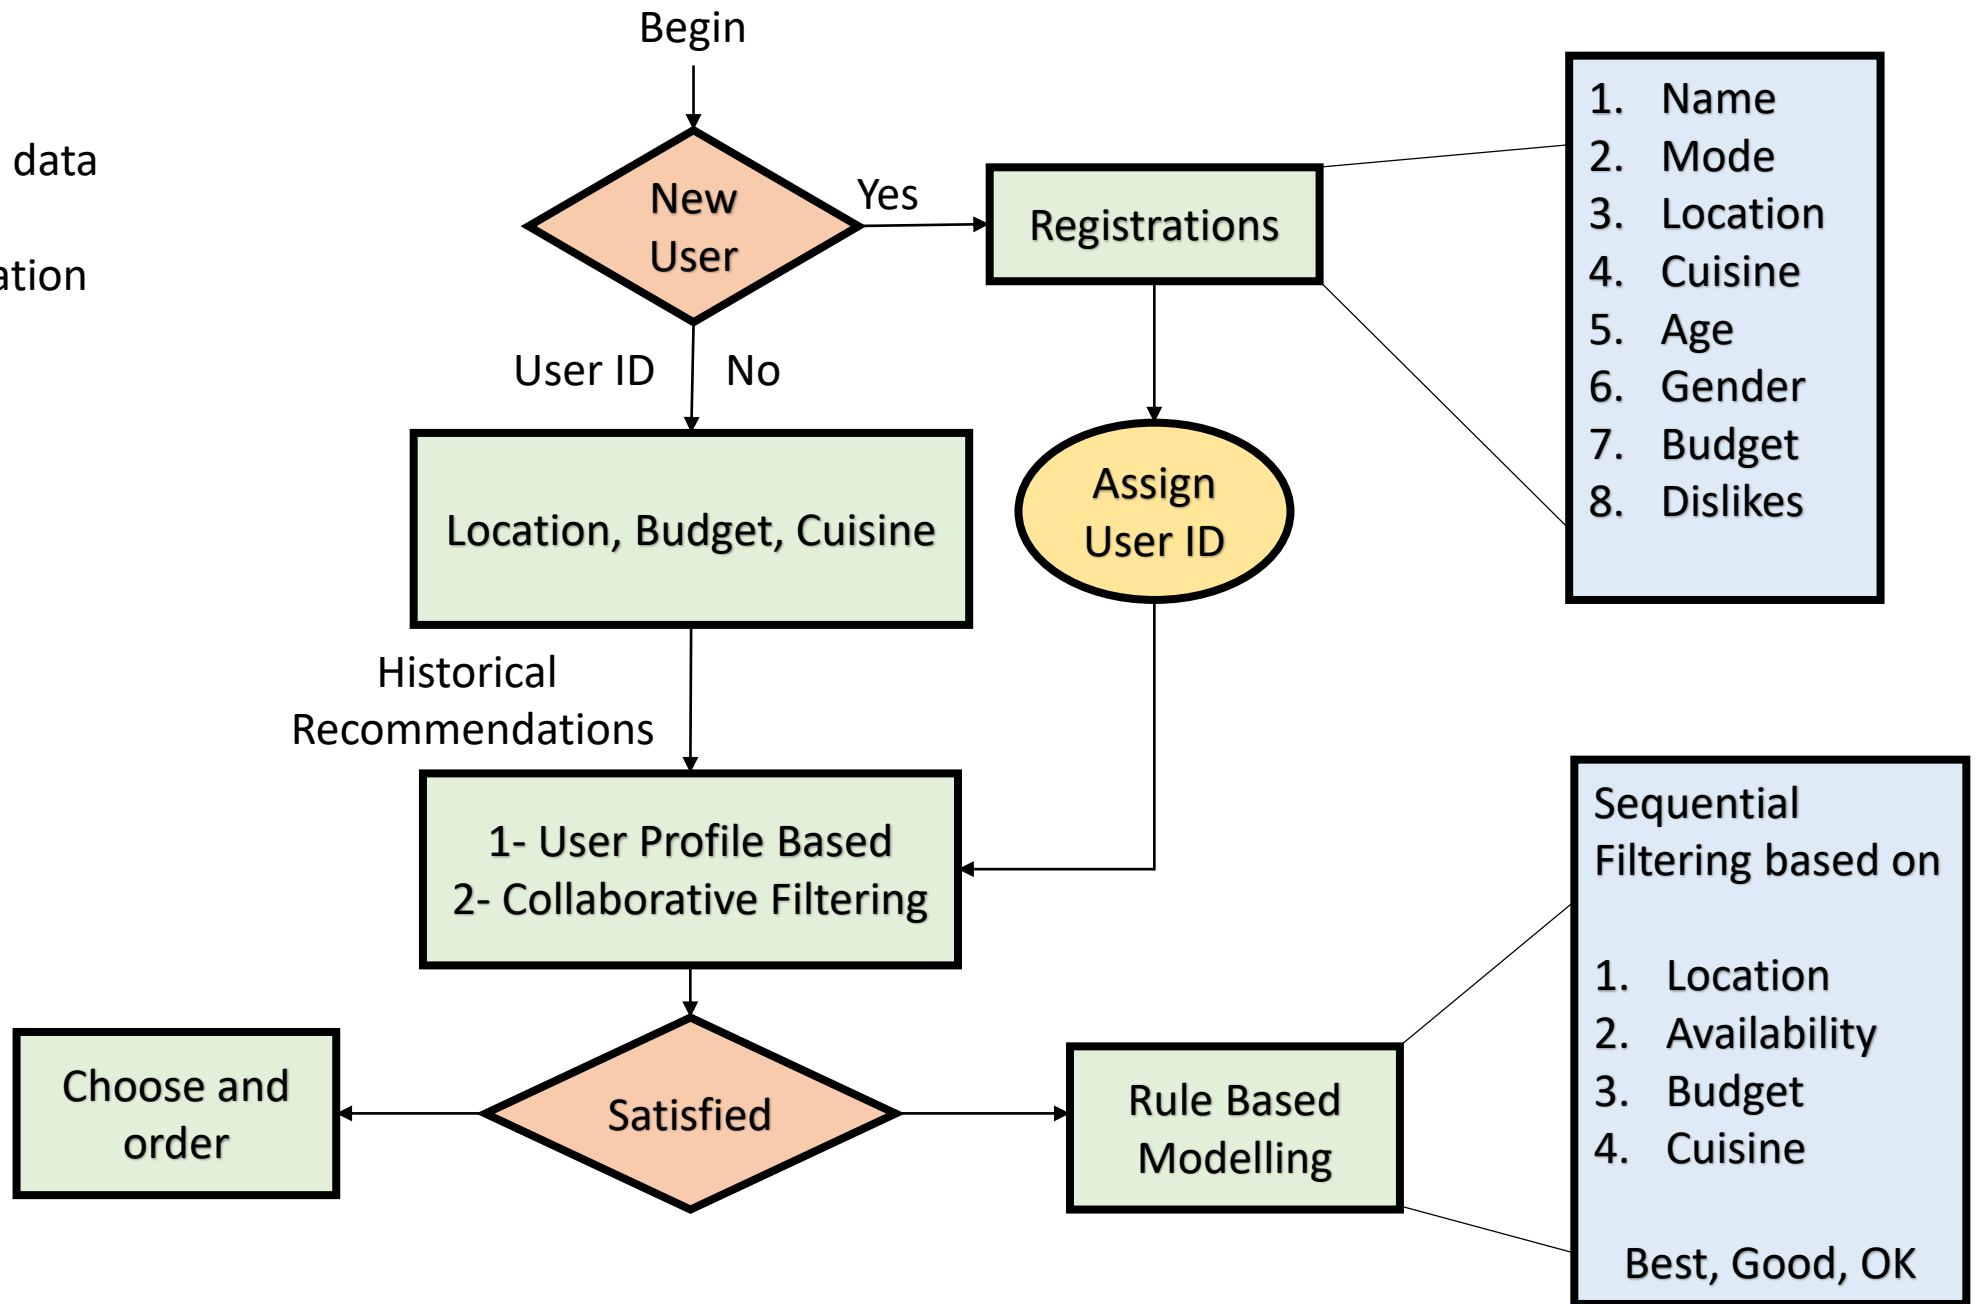 Begin
data
ation
New
User
Yes
Registrations
1. Name
2. Mode
3. Location
4. Cuisine
5. Age
6. Gender
7. Budget
8. Dislikes
User ID
No
Location, Budget, Cuisine
Assign
User ID
Historical
Recommendations
1- User Profile Based
2- Collaborative Filtering
Satisfied
Choose and
order
Rule Based
Modelling
Sequential
Filtering based on
1. Location
2. Availability
3. Budget
4. Cuisine
Best, Good, OK